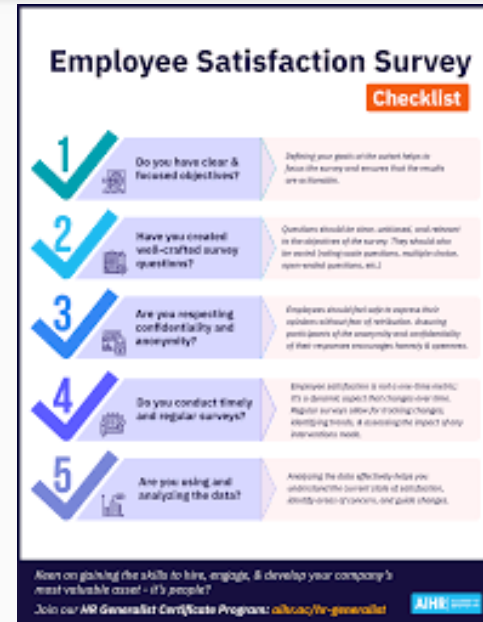 Employee Satisfaction Survey
Checklist
1
Do you have clear &
focused objectives?
Defining your goals at the outset helps to
focus the survey and ensures that the results
are actionable.
2
Have you created
well-crafted survey
questions?
Questions should be clear, unbiased, and relevant
to the objectives of the survey. They should also
be varied (rating-scale questions, multiple choice,
open-ended questions, etc.)
3
Are you respecting
confidentiality and
anonymity?
Employees should feel safe to express their
opinions without fear of retribution. Assuring
participants of the anonymity and confidentiality
of their responses encourages honesty & openness.
4
Do you conduct timely
and regular surveys?
Employee satisfaction is not a one-time metric;
it's a dynamic aspect that changes over time.
Regular surveys allow for tracking changes,
identifying trends, & assessing the impact of any
interventions made.
5
Are you using and
analyzing the data?
Analyzing the data effectively helps you
understand the current state of satisfaction,
identify areas of concern, and guide changes.
Keen on gaining the skills to hire, engage, & develop your company's
most valuable asset - it's people?
Join our HR Generalist Certificate Program: aihr.ac/hr-generalist
AIHR